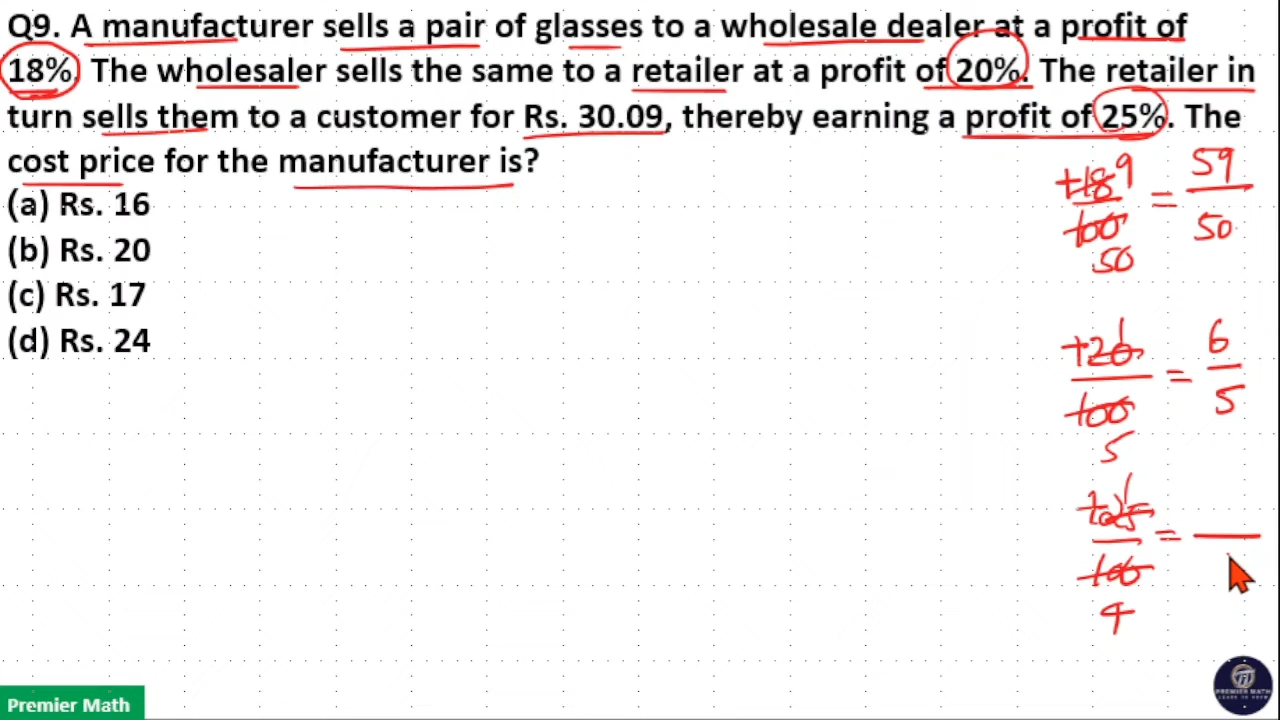 Q9. A manufacturer sells a pair of glasses to a wholesale dealer at a profit of
18%. The wholesaler sells the same to a retailer at a profit of 20%. The retailer in
turn sells them to a customer for Rs. 30.09, thereby earning a profit of 25%. The
cost price for the manufacturer is?
(a) Rs. 16
(b) Rs. 20
(c) Rs. 17
(d) Rs. 24
+18 9 = 59
100 50
50
+20 1 = 6
100 5
5
+25 1 =
100
4
Premier Math
PREMIER MATH